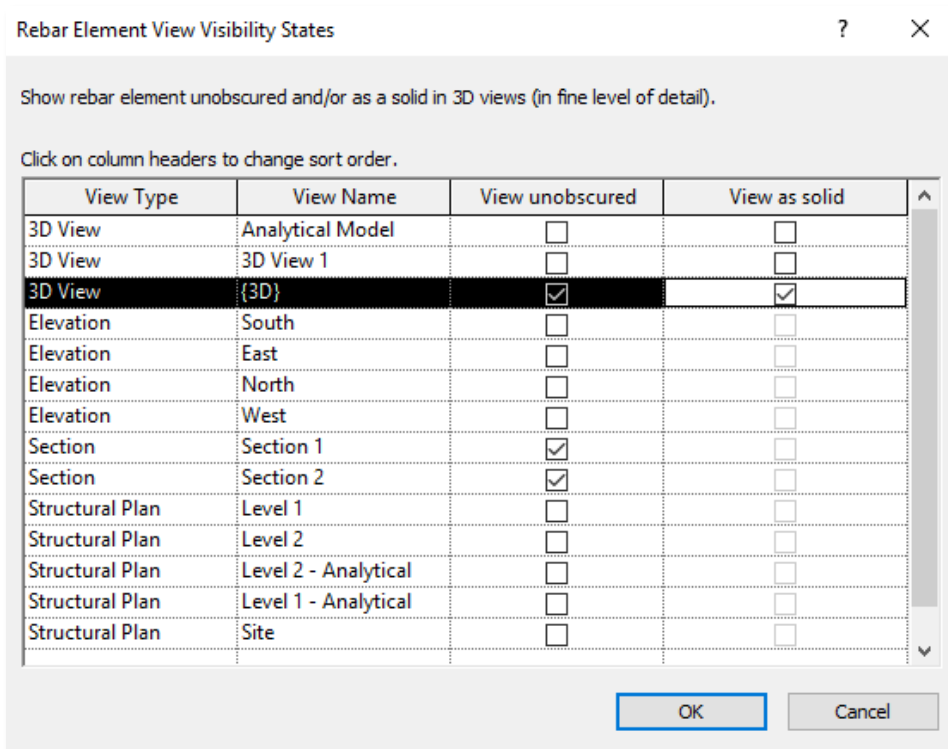 Rebar Element View Visibility States ?
Show rebar element unobscured and/or as a solid in 3D views (in fine level of detail).
Click on column headers to change sort order.
View Type View Name View unobscured View as solid
3D View Analytical Model
3D View 3D View 1
3D View {3D}
Elevation South
Elevation East
Elevation North
Elevation West
Section Section 1
Section Section 2
Structural Plan Level 1
Structural Plan Level 2
Structural Plan Level 2 - Analytical
Structural Plan Level 1 - Analytical
Structural Plan Site
OK Cancel